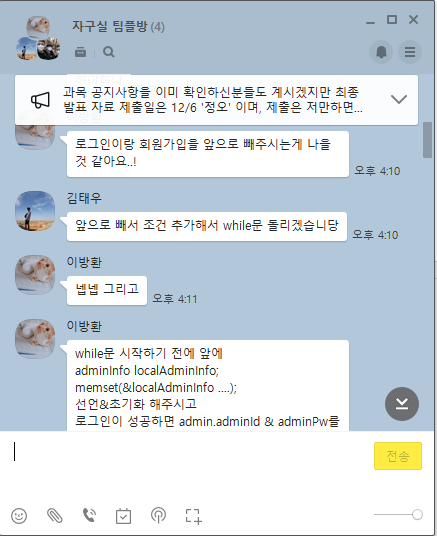 자구실 팀플방 (4)
과목 공지사항을 이미 확인하신분들도 계시겠지만 최종
발표 자료 제출일은 12/6 '정오' 이며, 제출은 저만하면...
로그인이랑 회원가입을 앞으로 빼주시는게 나을
것 같아요..!
오후 4:10
김태우
앞으로 빼서 조건 추가해서 while문 돌리겠습니당
오후 4:10
이방환
넵넵 그리고
오후 4:11
이방환
while문 시작하기 전에 앞에
adminInfo localAdminInfo;
memset(&localAdminInfo ....);
선언&초기화 해주시고
로그인이 성공하면 admin.adminId & adminPw를
전송